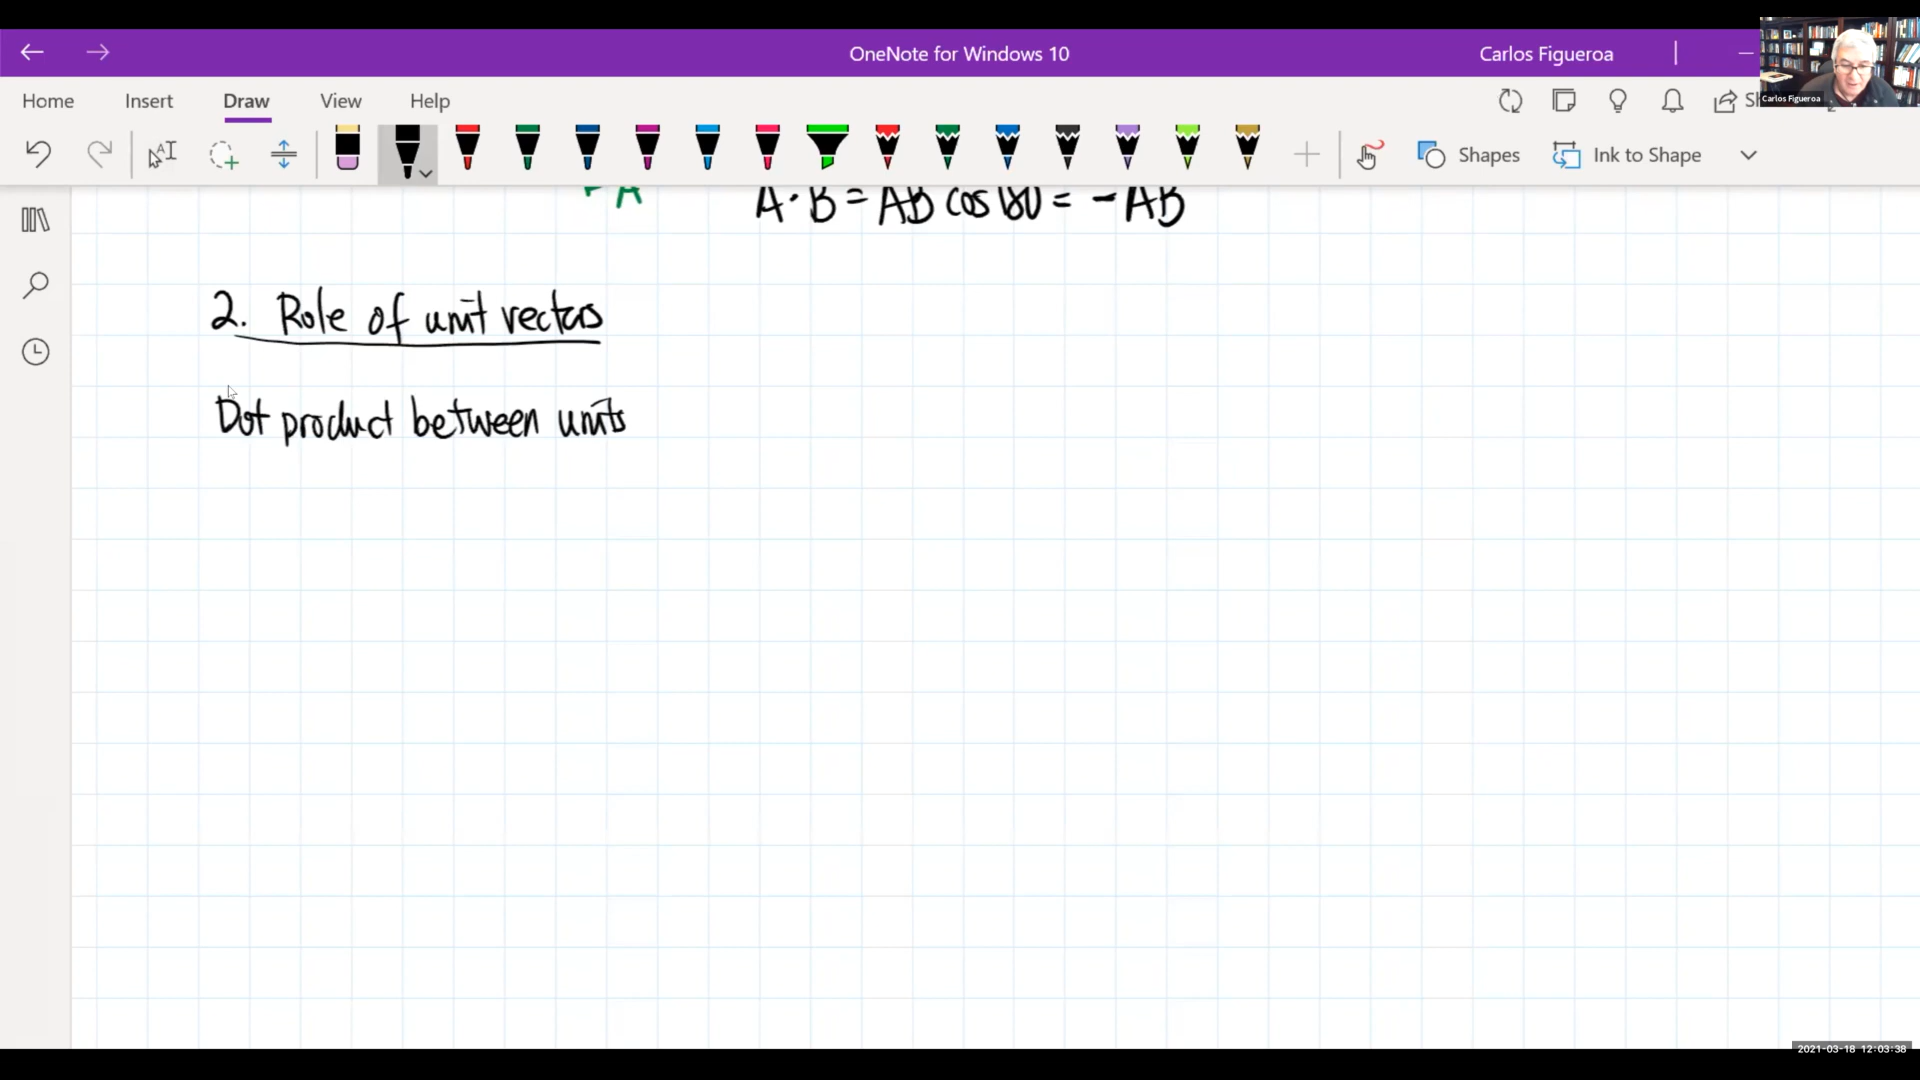 OneNote for Windows 10
Carlos Figueroa
Home Insert Draw View Help
Carlos Figueroa
Shapes Ink to Shape
A
A · B = AB cos 180 = - AB
2. Role of unit vectors
Dot product between units
2021-03-18 12:03:38